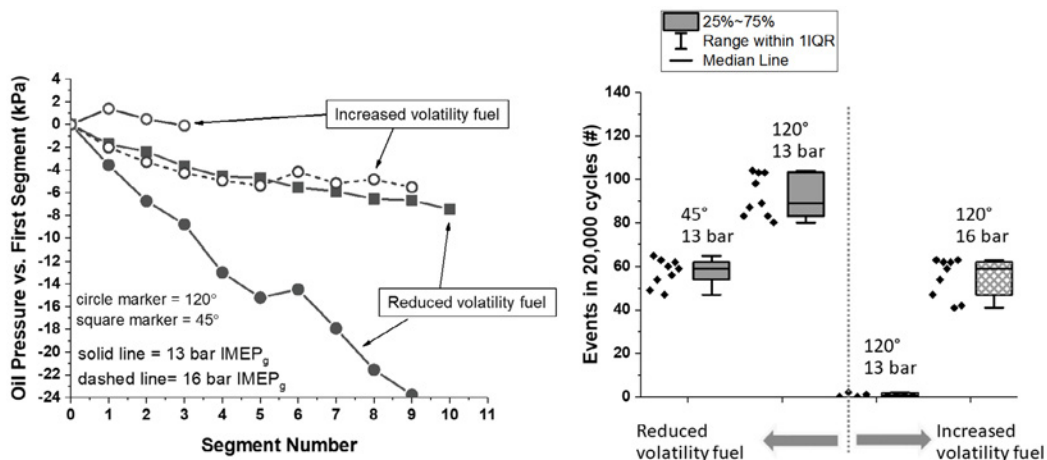 Oil Pressure vs. First Segment (kPa)
4
2
0
-2
-4
-6
-8
-10
-12
-14
-16
-18
-20
-22
-24
0 1 2 3 4 5 6 7 8 9 10 11
Segment Number
Increased volatility fuel
Reduced volatility fuel
circle marker = 120°
square marker = 45°
solid line = 13 bar IMEPg
dashed line= 16 bar IMEPg
25%~75%
Range within 1IQR
Median Line
Events in 20,000 cycles (#)
140
120
100
80
60
40
20
0
45°
13 bar
120°
13 bar
120°
13 bar
120°
16 bar
Reduced
volatility fuel
Increased
volatility fuel